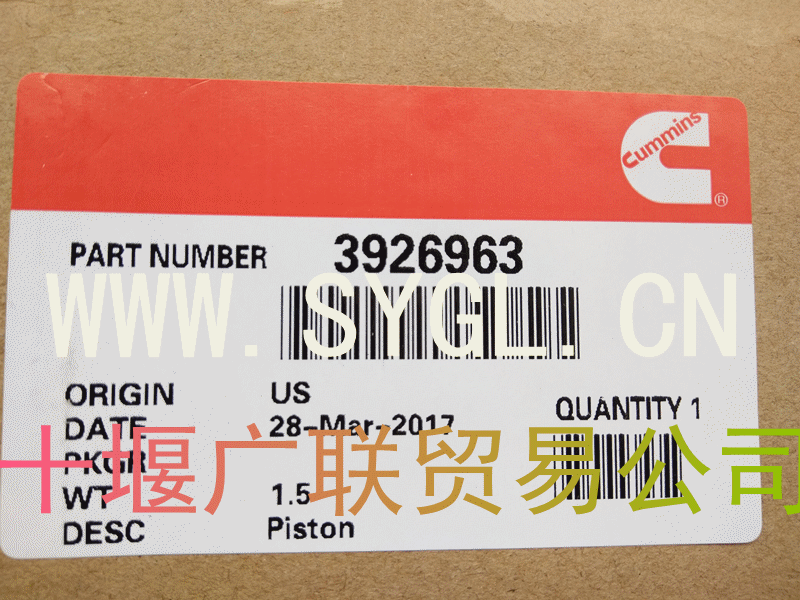 Cummins
®
PART NUMBER 3926963
WWW.SYGL.CN
ORIGIN US
DATE 28-Mar-2017
QUANTITY 1
PKGR
十堰广联贸易公司
WT 1.5
DESC Piston